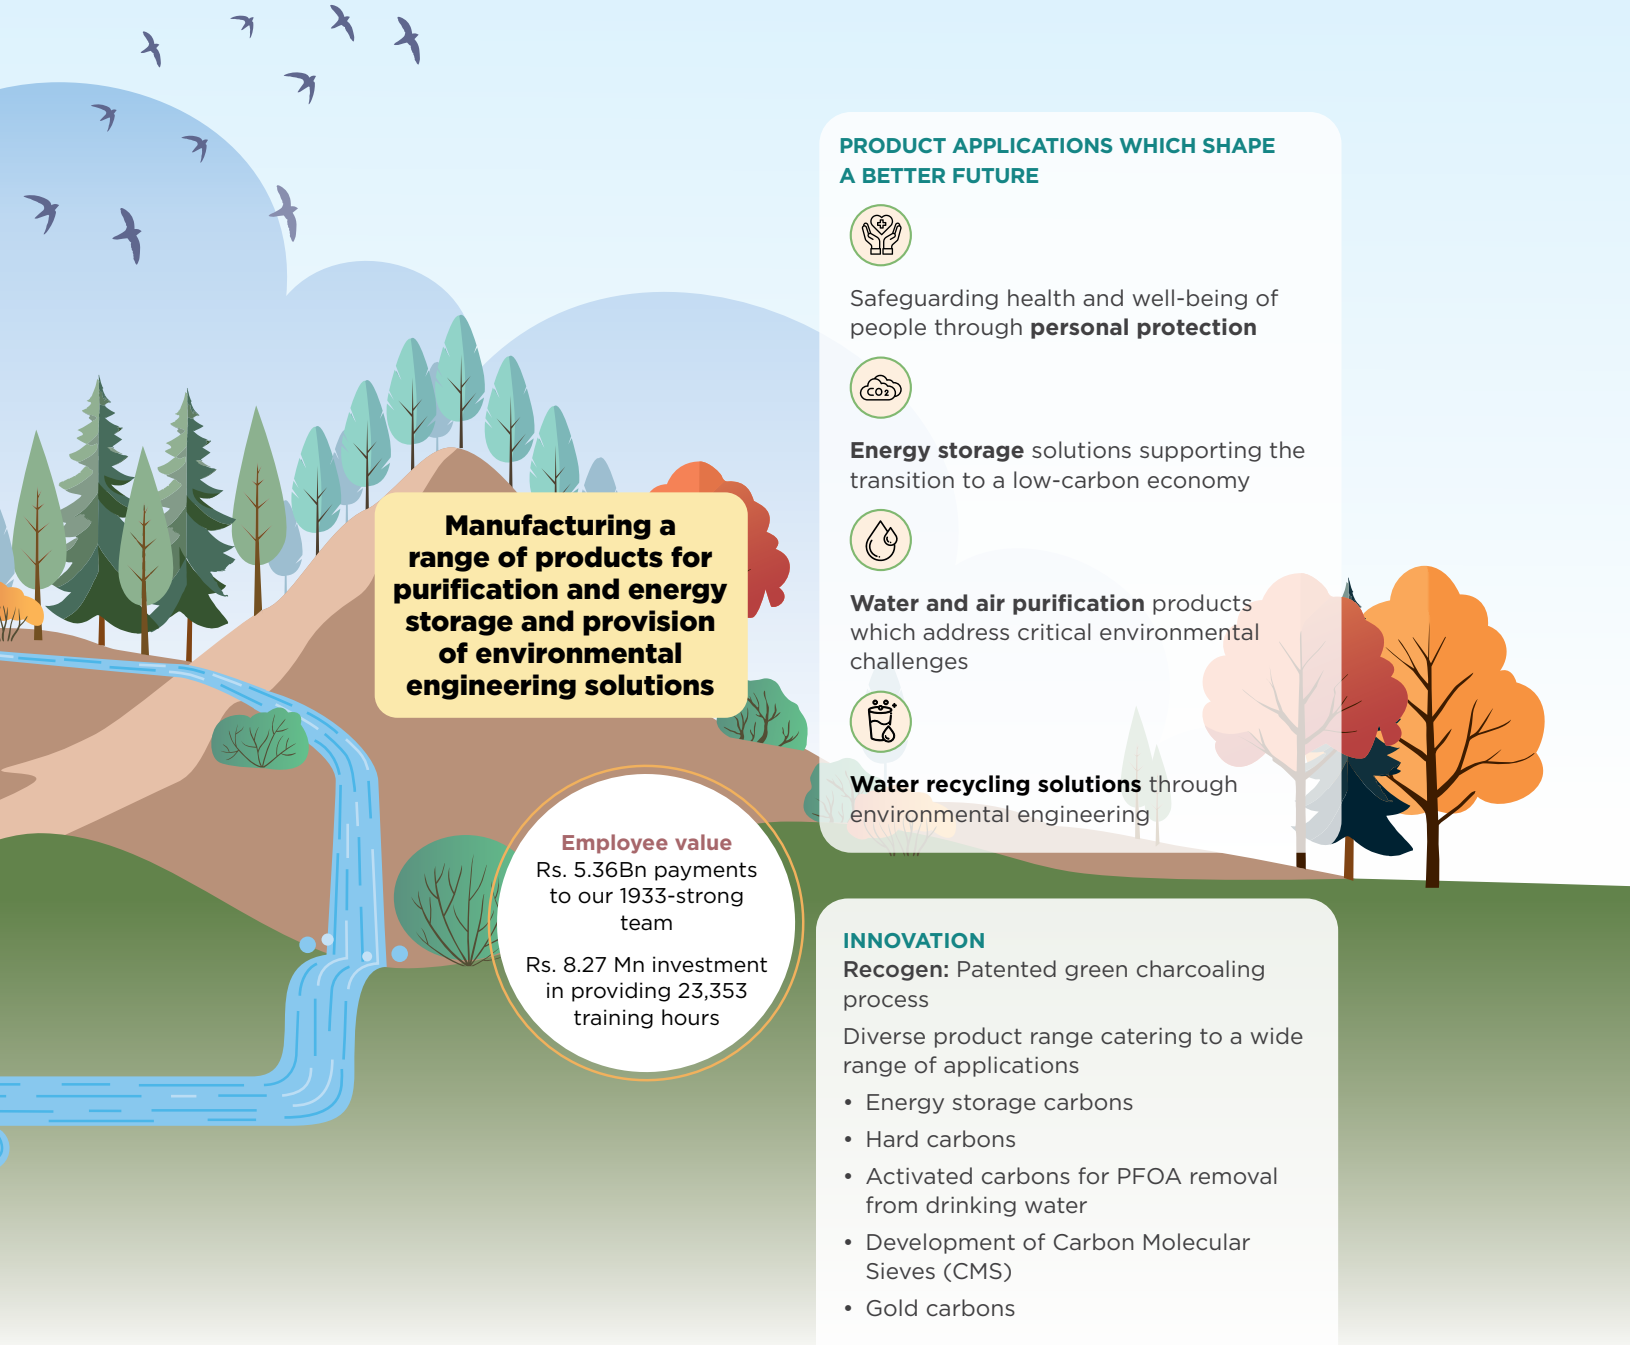 PRODUCT APPLICATIONS WHICH SHAPE
A BETTER FUTURE
Safeguarding health and well-being of
people through personal protection
CO2
Energy storage solutions supporting the
transition to a low-carbon economy
Water and air purification products
which address critical environmental
challenges
Water recycling solutions through
environmental engineering
Manufacturing a
range of products for
purification and energy
storage and provision
of environmental
engineering solutions
Employee value
Rs. 5.36Bn payments
to our 1933-strong
team
Rs. 8.27 Mn investment
in providing 23,353
training hours
INNOVATION
Recogen: Patented green charcoaling
process
Diverse product range catering to a wide
range of applications
• Energy storage carbons
• Hard carbons
• Activated carbons for PFOA removal
from drinking water
• Development of Carbon Molecular
Sieves (CMS)
• Gold carbons